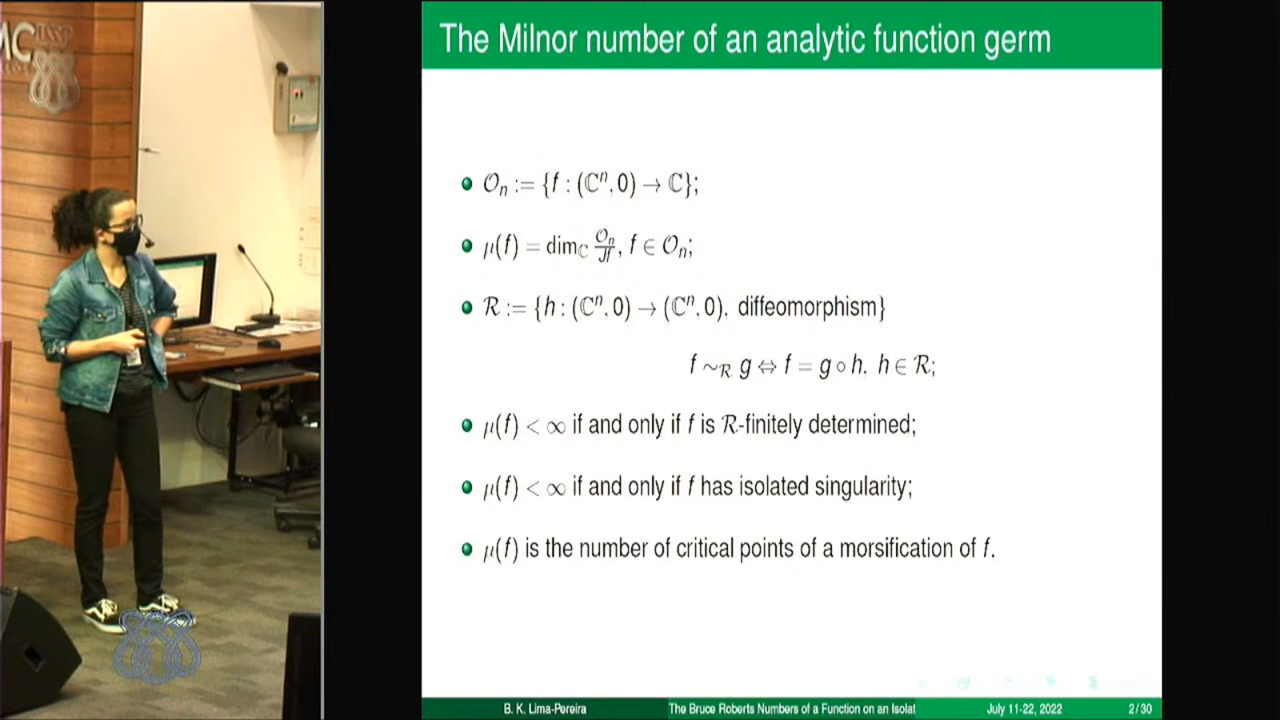 MC
The Milnor number of an analytic function germ
𝒪ₙ := {f : (ℂⁿ, 0) → ℂ};
μ(f) = dim_ℂ 𝒪ₙ/Jf, f ∈ 𝒪ₙ;
ℛ := {h : (ℂⁿ, 0) → (ℂⁿ, 0), diffeomorphism}
f ∼_ℛ g ⇔ f = g ∘ h, h ∈ ℛ;
μ(f) < ∞ if and only if f is ℛ-finitely determined;
μ(f) < ∞ if and only if f has isolated singularity;
μ(f) is the number of critical points of a morsification of f.
B. K. Lima-Pereira The Bruce Roberts Numbers of a Function on an Isolat July 11-22, 2022 2/30